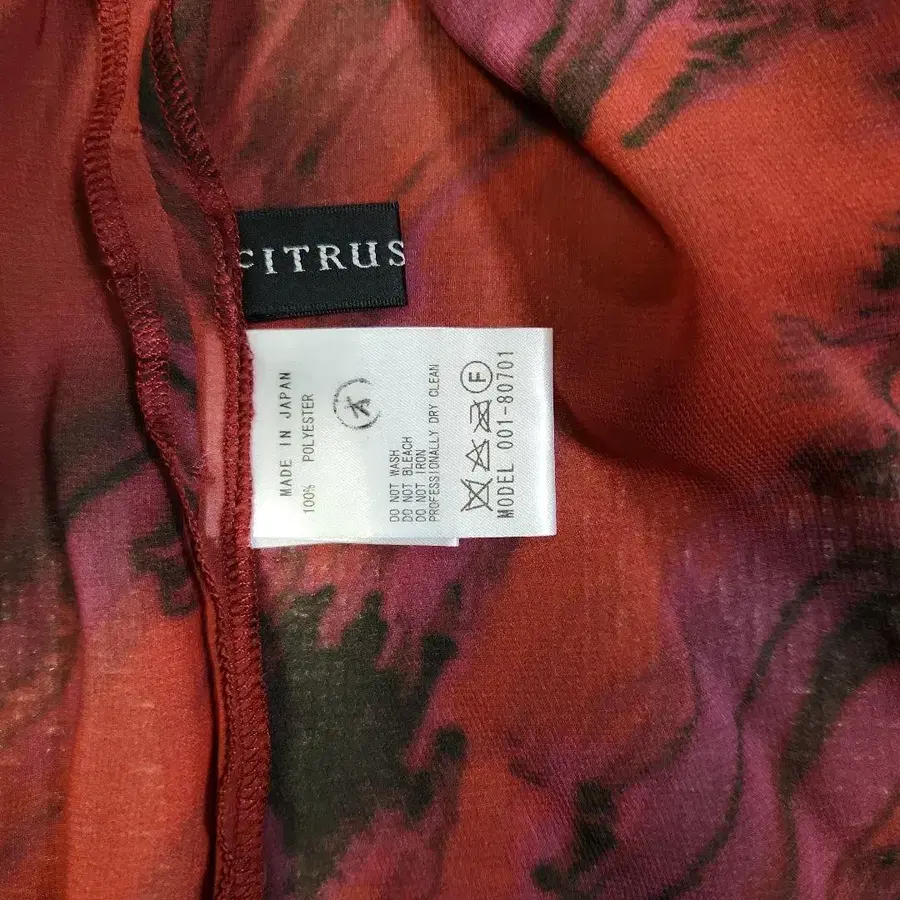 CITRUS
MADE IN JAPAN
100% POLYESTER
DO NOT WASH
DO NOT BLEACH
DO NOT IRON
PROFESSIONALLY DRY CLEAN
F
MODEL 001-80701